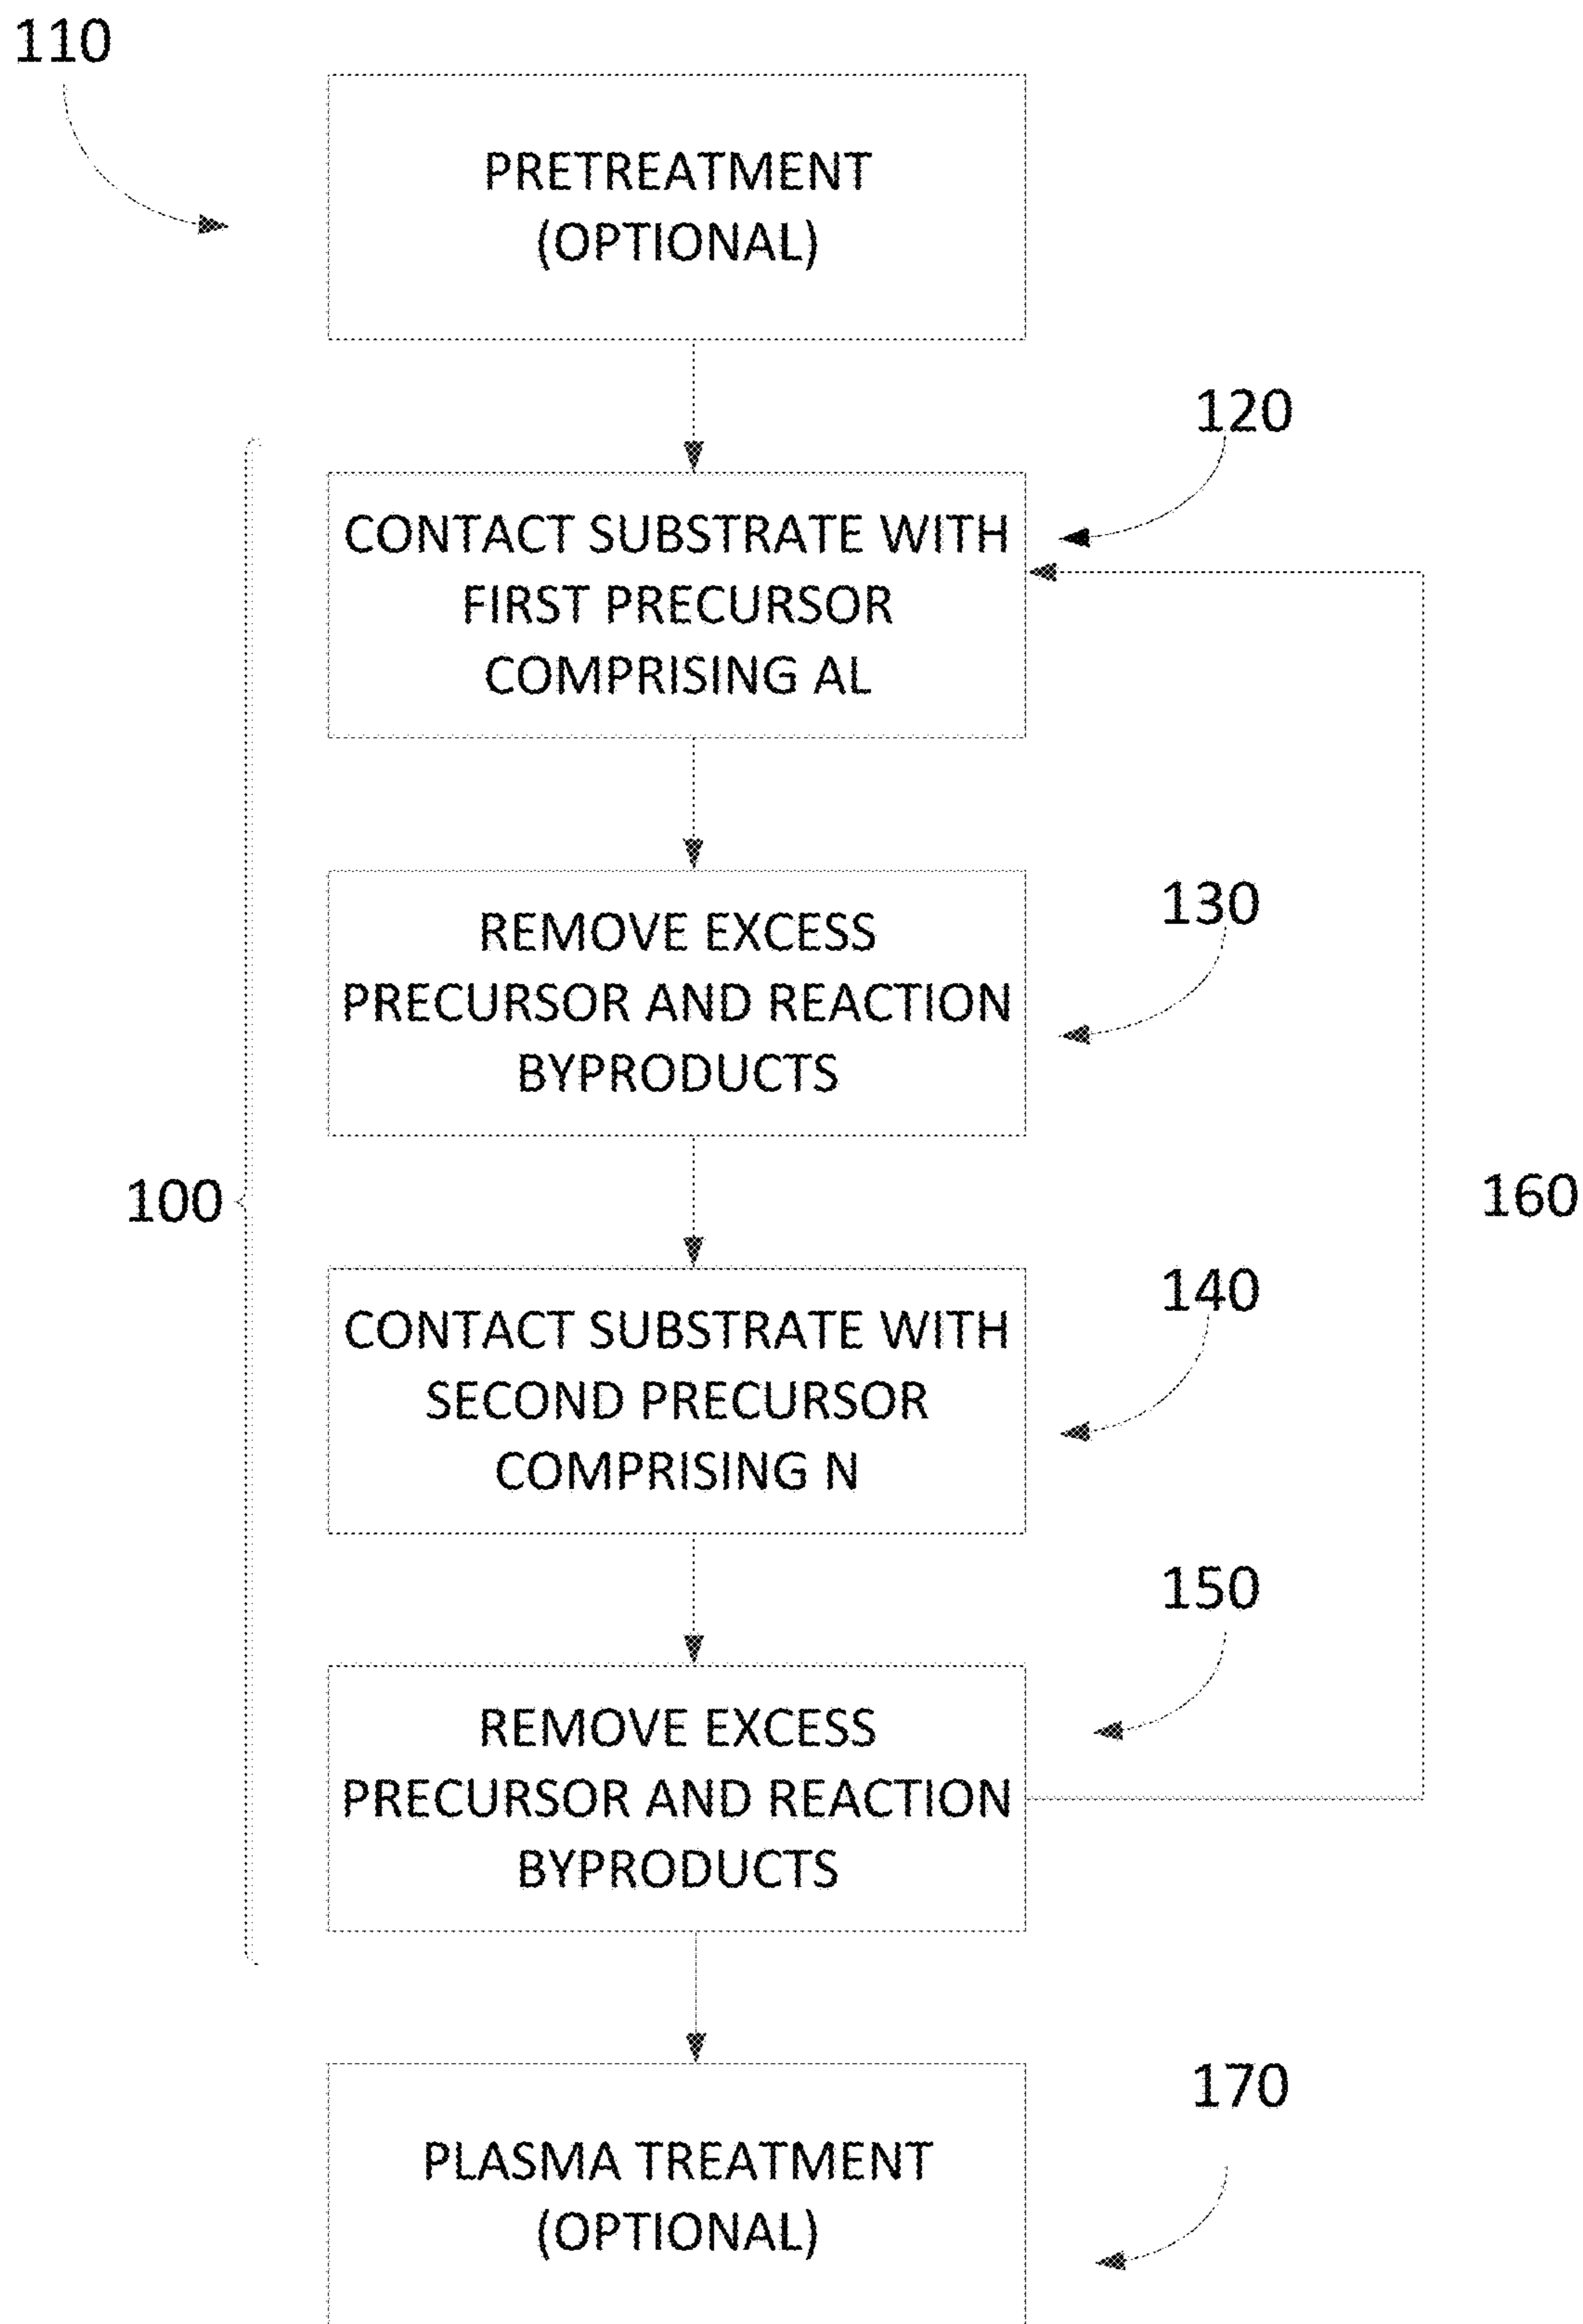 110
PRETREATMENT
(OPTIONAL)
120
CONTACT SUBSTRATE WITH
FIRST PRECURSOR
COMPRISING AL
130
REMOVE EXCESS
PRECURSOR AND REACTION
BYPRODUCTS
100
160
140
CONTACT SUBSTRATE WITH
SECOND PRECURSOR
COMPRISING N
150
REMOVE EXCESS
PRECURSOR AND REACTION
BYPRODUCTS
170
PLASMA TREATMENT
(OPTIONAL)